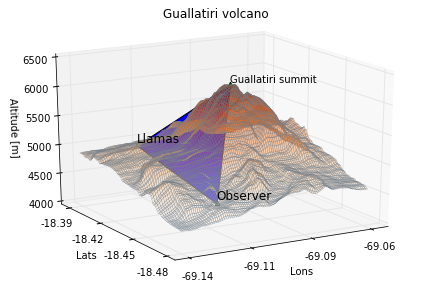 Guallatiri volcano
6500
6000
5500
5000
4500
4000
Altitude [m]
Guallatiri summit
Llamas
Observer
-18.39
-18.42
-18.45
-18.48
Lats
-69.14
-69.11
-69.09
-69.06
Lons